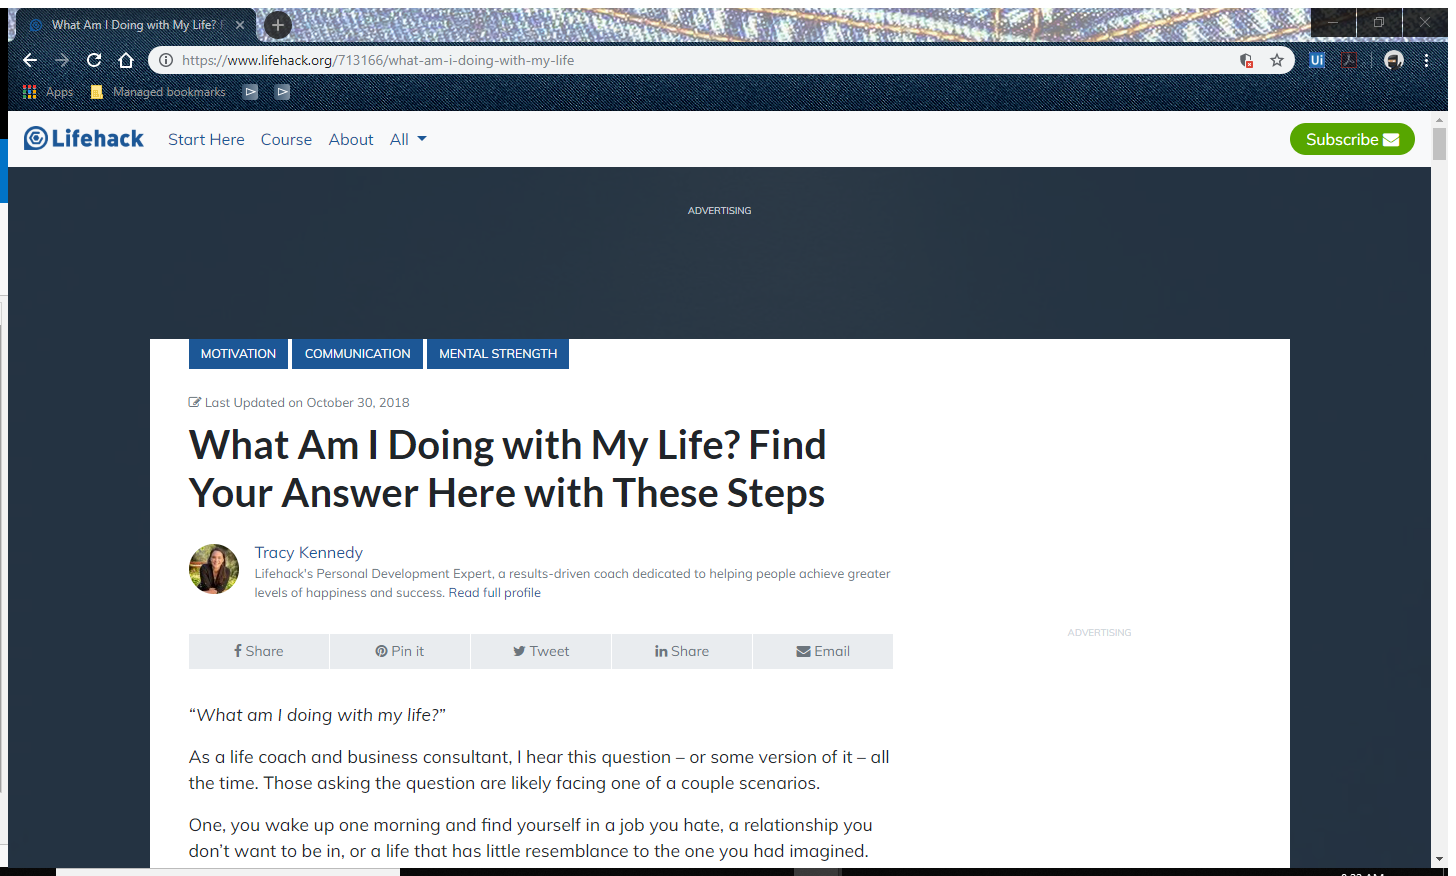 What Am I Doing with My Life?
https://www.lifehack.org/713166/what-am-i-doing-with-my-life
Ui
Apps
Managed bookmarks
Lifehack
Start Here
Course
About
All
Subscribe
ADVERTISING
MOTIVATION
COMMUNICATION
MENTAL STRENGTH
Last Updated on October 30, 2018
What Am I Doing with My Life? Find
Your Answer Here with These Steps
Tracy Kennedy
Lifehack's Personal Development Expert, a results-driven coach dedicated to helping people achieve greater
levels of happiness and success. Read full profile
ADVERTISING
Share
Pin it
Tweet
in Share
Email
“What am I doing with my life?”
As a life coach and business consultant, I hear this question – or some version of it – all
the time. Those asking the question are likely facing one of a couple scenarios.
One, you wake up one morning and find yourself in a job you hate, a relationship you
don’t want to be in, or a life that has little resemblance to the one you had imagined.